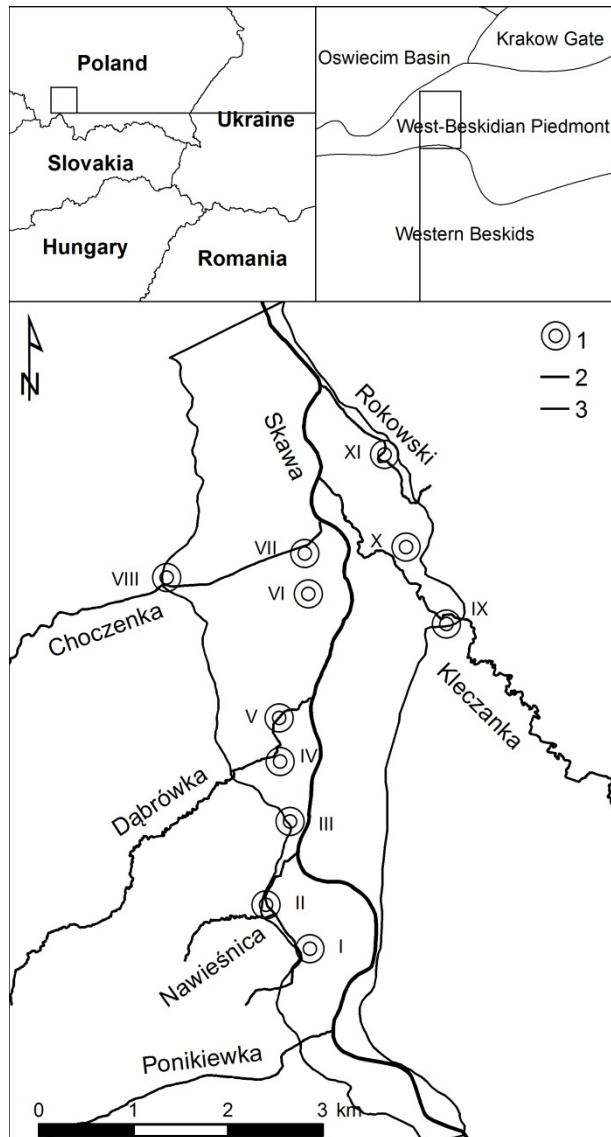 Poland
Ukraine
Slovakia
Hungary
Romania
Krakow Gate
Oswiecim Basin
West-Beskidian Piedmont
Western Beskids
N
1
2
3
Rokowski
Skawa
XI
X
VII
VIII
VI
IX
Choczenka
Kleczanka
V
IV
Dąbrówka
III
II
I
Nawieśnica
Ponikiewka
0 1 2 3 km